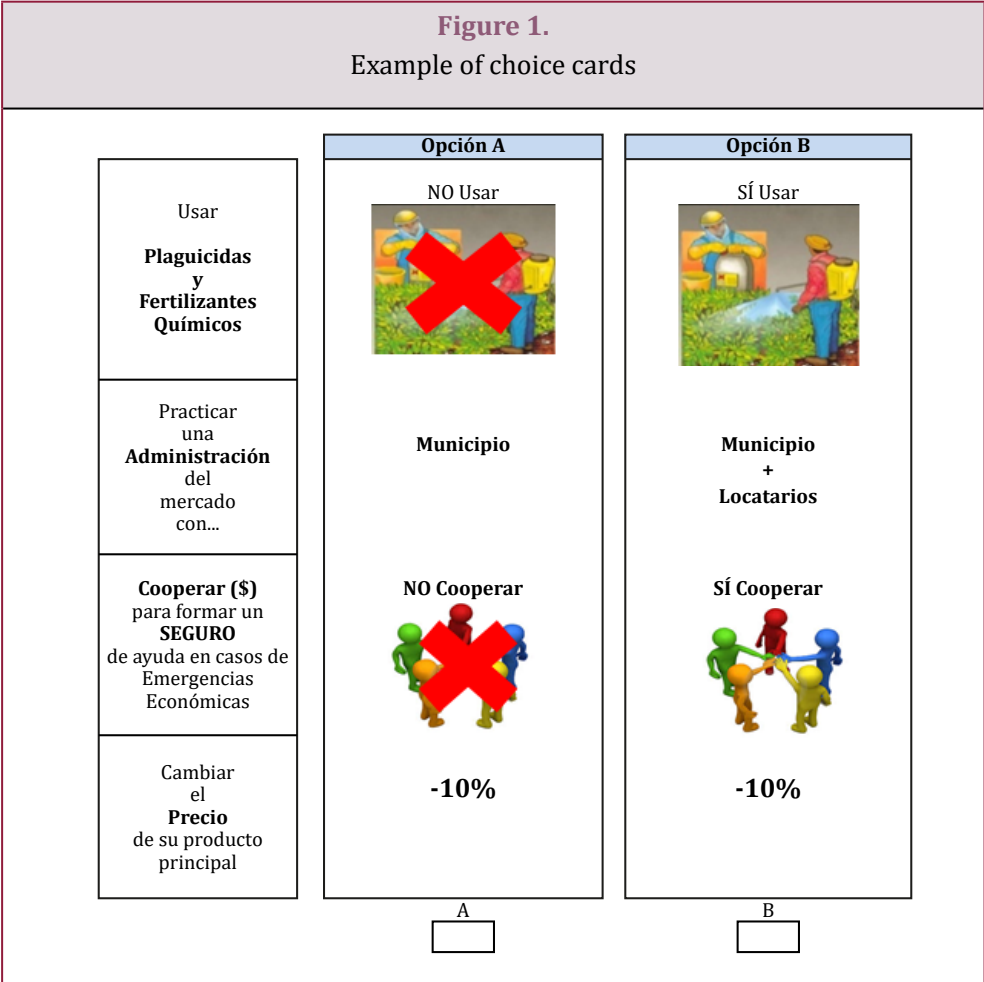 Figure 1.
Example of choice cards
Opción A
Opción B
Usar
Plaguicidas
y
Fertilizantes
Químicos
NO Usar
SÍ Usar
Practicar
una
Administración
del
mercado
con...
Municipio
Municipio
+
Locatarios
Cooperar ($)
para formar un
SEGURO
de ayuda en casos de
Emergencias
Económicas
NO Cooperar
SÍ Cooperar
Cambiar
el
Precio
de su producto
principal
-10%
-10%
A
B